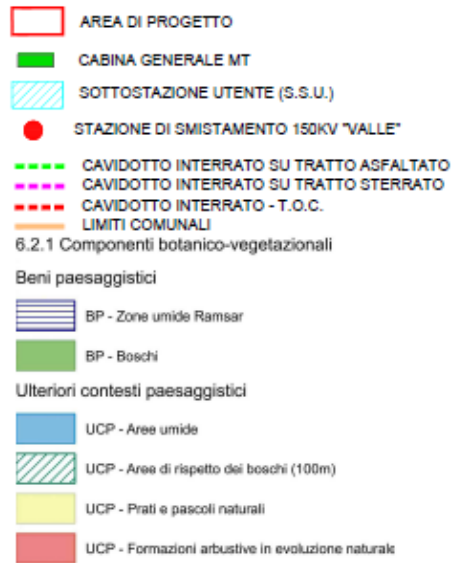 AREA DI PROGETTO
CABINA GENERALE MT
SOTTOSTAZIONE UTENTE (S.S.U.)
STAZIONE DI SMISTAMENTO 150KV "VALLE"
CAVIDOTTO INTERRATO SU TRATTO ASFALTATO
CAVIDOTTO INTERRATO SU TRATTO STERRATO
CAVIDOTTO INTERRATO - T.O.C.
LIMITI COMUNALI
6.2.1 Componenti botanico-vegetazionali
Beni paesaggistici
BP - Zone umide Ramsar
BP - Boschi
Ulteriori contesti paesaggistici
UCP - Aree umide
UCP - Area di rispetto dei boschi (100m)
UCP - Prati e pascoli naturali
UCP - Formazioni arbustive in evoluzione naturale